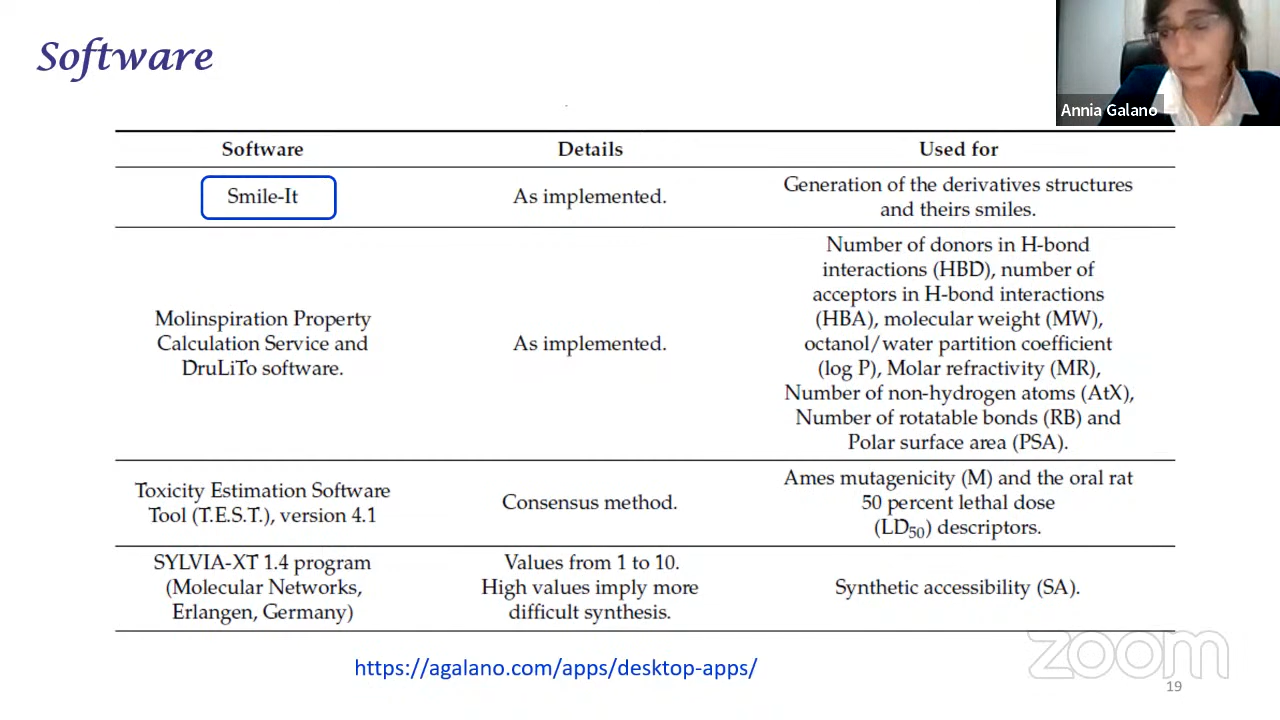 Software
Annia Galano
Software Details Used for
Smile-It As implemented. Generation of the derivatives structures
and theirs smiles.
Molinspiration Property
Calculation Service and
DruLiTo software.
As implemented.
Number of donors in H-bond
interactions (HBD), number of
acceptors in H-bond interactions
(HBA), molecular weight (MW),
octanol/water partition coefficient
(log P), Molar refractivity (MR),
Number of non-hydrogen atoms (AtX),
Number of rotatable bonds (RB) and
Polar surface area (PSA).
Toxicity Estimation Software
Tool (T.E.S.T.), version 4.1
Consensus method.
Ames mutagenicity (M) and the oral rat
50 percent lethal dose
(LD50) descriptors.
SYLVIA-XT 1.4 program
(Molecular Networks,
Erlangen, Germany)
Values from 1 to 10.
High values imply more
difficult synthesis.
Synthetic accessibility (SA).
https://agalano.com/apps/desktop-apps/
zoom
19